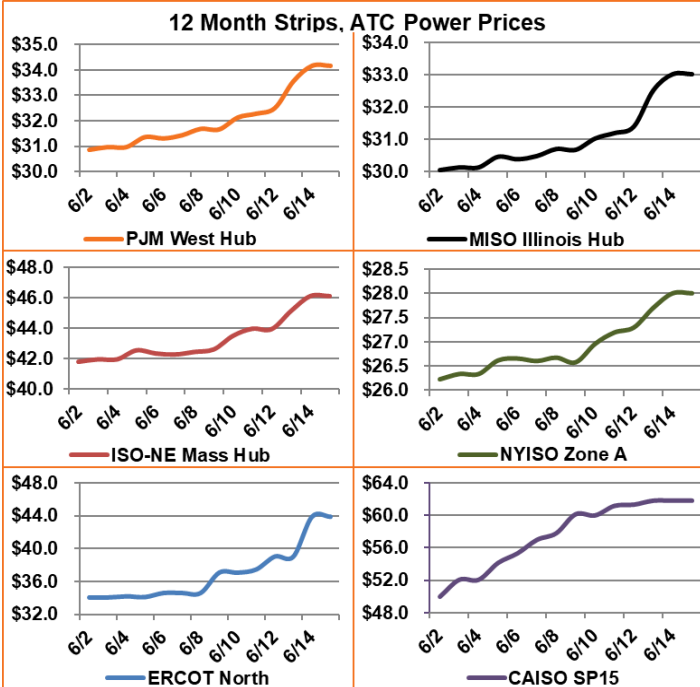 12 Month Strips, ATC Power Prices
$35.0
$34.0
$33.0
$32.0
$31.0
$30.0
6/2 6/4 6/6 6/8 6/10 6/12 6/14
PJM West Hub
$34.0
$33.0
$32.0
$31.0
$30.0
6/2 6/4 6/6 6/8 6/10 6/12 6/14
MISO Illinois Hub
$48.0
$46.0
$44.0
$42.0
$40.0
6/2 6/4 6/6 6/8 6/10 6/12 6/14
ISO-NE Mass Hub
$28.5
$28.0
$27.5
$27.0
$26.5
$26.0
6/2 6/4 6/6 6/8 6/10 6/12 6/14
NYISO Zone A
$48.0
$44.0
$40.0
$36.0
$32.0
6/2 6/4 6/6 6/8 6/10 6/12 6/14
ERCOT North
$64.0
$60.0
$56.0
$52.0
$48.0
6/2 6/4 6/6 6/8 6/10 6/12 6/14
CAISO SP15